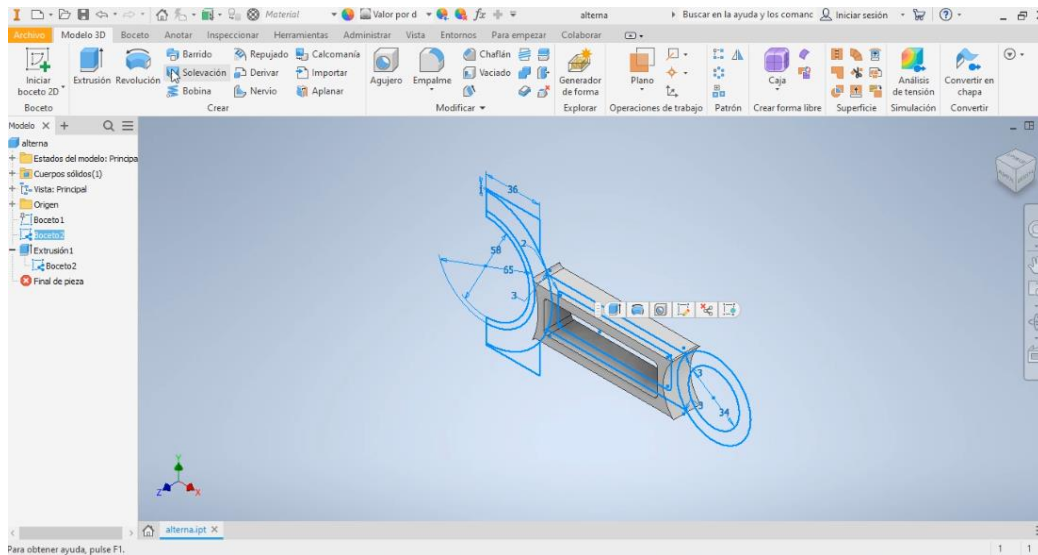 Material Valor por d fx alterna Buscar en la ayuda y los comanc Iniciar sesión
Archivo Modelo 3D Boceto Anotar Inspeccionar Herramientas Administrar Vista Entornos Para empezar Colaborar
Iniciar boceto 2D Extrusión Revolución Barrido Repujado Calcomanía Agujero Empalme Chaflán Generador de forma Plano Caja Análisis de tensión Convertir en chapa
Solevación Derivar Importar Vaciado
Bobina Nervio Aplanar
Boceto Crear Modificar Explorar Operaciones de trabajo Patrón Crear forma libre Superficie Simulación Convertir
Modelo
alterna
Estados del modelo: Principa
Cuerpos sólidos(1)
Vista: Principal
Origen
Boceto1
Boceto2
Extrusión1
Boceto2
Final de pieza
36
58
2
65
3
3
3
34
Y
Z X
alterna.ipt
Para obtener ayuda, pulse F1. 1 1